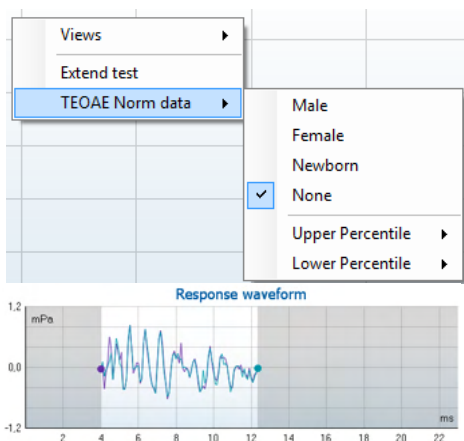 Views
Extend test
TEOAE Norm data
Male
Female
Newborn
None
Upper Percentile
Lower Percentile
Response waveform
1,2
mPa
0,0
-1,2
ms
2 4 6 8 10 12 14 16 18 20 22